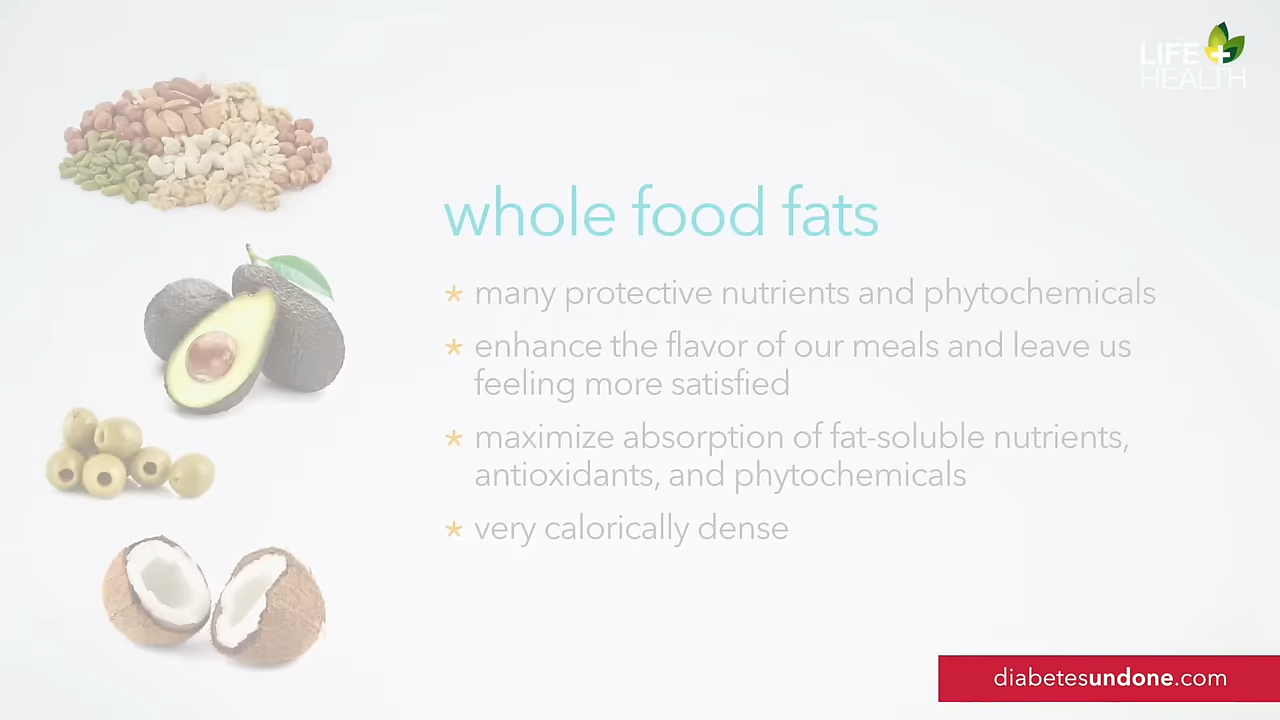 LIFE
HEALTH
whole food fats
* many protective nutrients and phytochemicals
* enhance the flavor of our meals and leave us
feeling more satisfied
* maximize absorption of fat-soluble nutrients,
antioxidants, and phytochemicals
* very calorically dense
diabetesundone.com